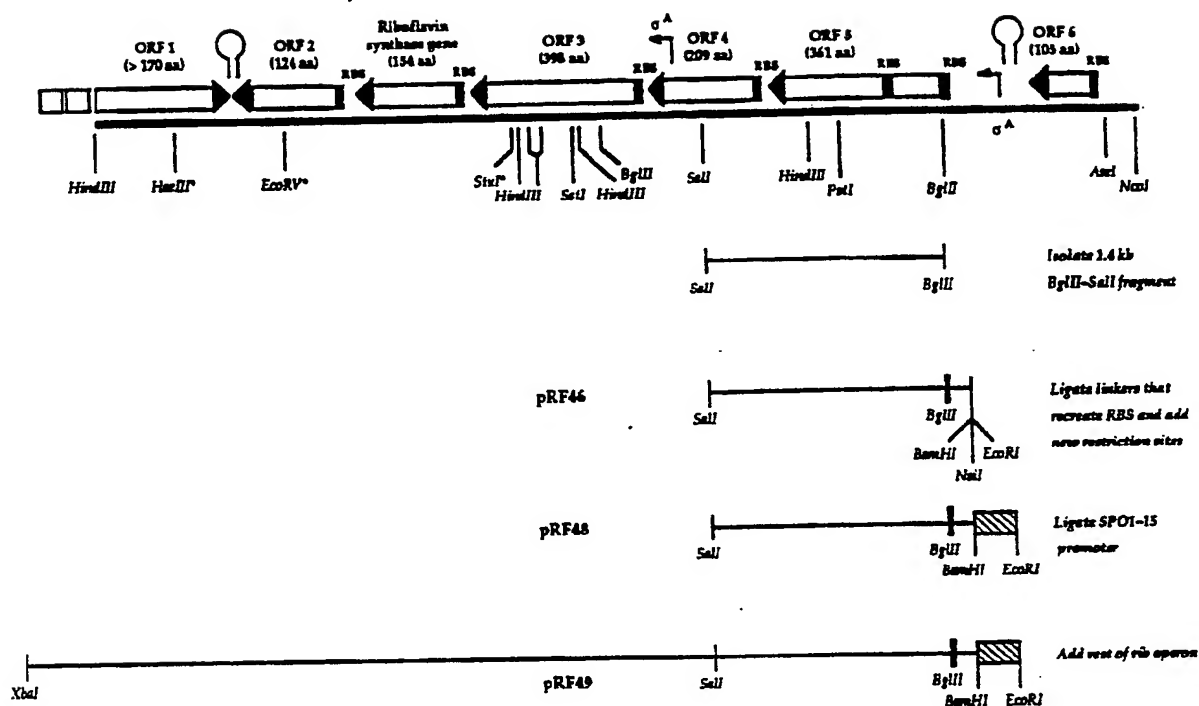 ORF 1
(> 170 aa)
ORF 2
(124 aa)
Riboflavin
synthase gene
(154 aa)
ORF 3
(398 aa)
σ A
ORF 4
(209 aa)
ORF 5
(361 aa)
ORF 6
(105 aa)
RBS
RBS
RBS
RBS
RBS
RBS
RBS
σ A
HindIII
HaeIII*
EcoRV*
StuI*
HindIII
SstI
HindIII
BglII
SalI
HindIII
PstI
BglII
AseI
NcoI
SalI
BglII
Isolate 1.4 kb
BglII-SalI fragment
pRF46
SalI
BglII
BamHI
NsiI
EcoRI
Ligate linkers that
recreate RBS and add
new restriction sites
pRF48
SalI
BglII
BamHI
EcoRI
Ligate SPO1-15
promoter
XbaI
pRF49
SalI
BglII
BamHI
EcoRI
Add rest of rib operon